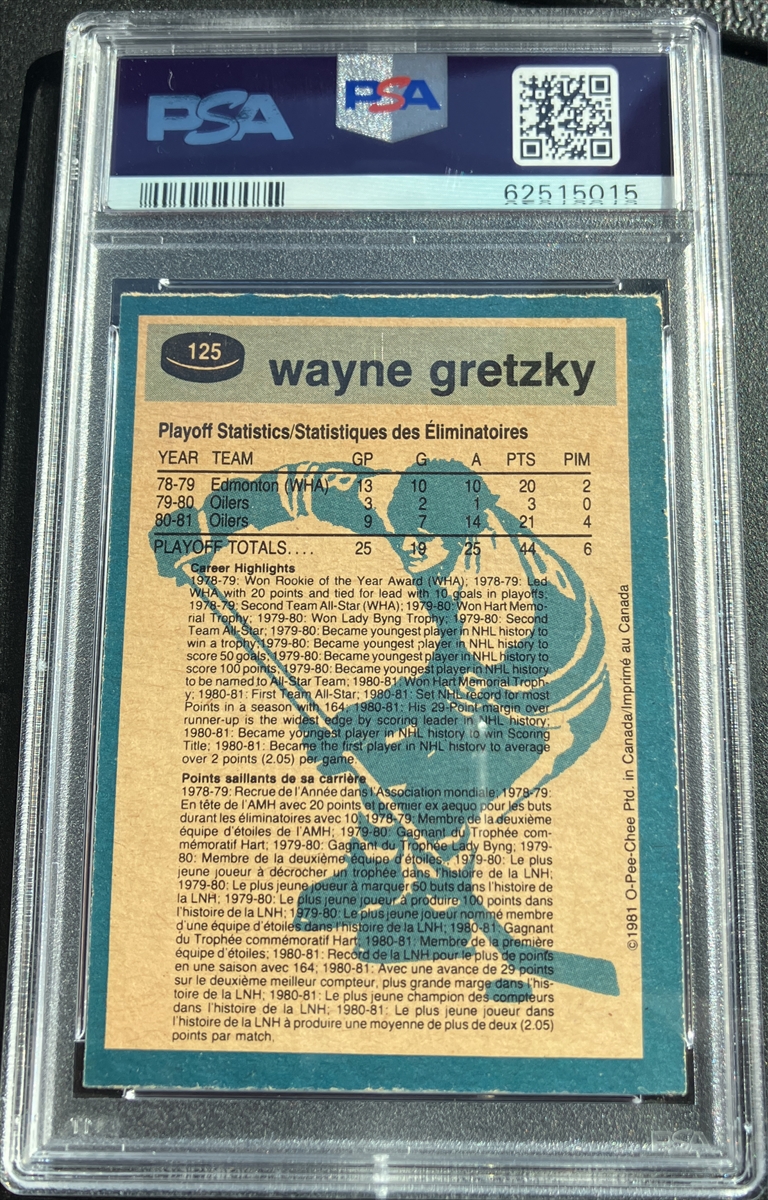 PSA PSA
62515015
125
wayne gretzky
Playoff Statistics/Statistiques des Éliminatoires
YEAR TEAM GP G A PTS PIM
78-79 Edmonton (WHA) 13 10 10 20 2
79-80 Oilers 3 2 1 3 0
80-81 Oilers 9 7 14 21 4
PLAYOFF TOTALS.... 25 19 25 44 6
Career Highlights
1978-79: Won Rookie of the Year Award (WHA); 1978-79: Led
WHA with 20 points and tied for lead with 10 goals in playoffs;
1978-79: Second Team All-Star (WHA); 1979-80: Won Hart Memo-
rial Trophy; 1979-80: Won Lady Byng Trophy; 1979-80: Second
Team All-Star; 1979-80: Became youngest player in NHL history to
win a trophy; 1979-80: Became youngest player in NHL history to
score 50 goals; 1979-80: Became youngest player in NHL history to
score 100 points; 1979-80: Became youngest player in NHL history
to be named to All-Star Team; 1980-81 Won Hart Memorial Troph-
y; 1980-81: First Team All-Star; 1980-81: Set NHL record for most
Points in a season with 164; 1980-81: His 29-Point margin over
runner-up is the widest edge by scoring leader in NHL history;
1980-81: Became youngest player in NHL history to win Scoring
Title; 1980-81: Became the first player in NHL history to average
over 2 points (2.05) per game.
Points saillants de sa carrière
1978-79: Recrue de l'Année dans l'Association mondiale; 1978-79:
En tête de l'AMH avec 20 points et premier ex aequo pour les buts
durant les éliminatoires avec 10; 1978-79: Membre de la deuxième
équipe d'étoiles de l'AMH; 1979-80: Gagnant du Trophée com-
mémoratif Hart; 1979-80: Gagnant du Trophée Lady Byng; 1979-
80: Membre de la deuxième équipe d'étoiles; 1979-80: Le plus
jeune joueur à décrocher un trophée dans l'histoire de la LNH;
1979-80: Le plus jeune joueur à marquer 50 buts dans l'histoire de
la LNH; 1979-80: Le plus jeune joueur à produire 100 points dans
l'histoire de la LNH; 1979-80: Le plus jeune joueur nommé membre
d'une équipe d'étoiles dans l'histoire de la LNH; 1980-81: Gagnant
du Trophée commémoratif Hart; 1980-81: Membre de la première
équipe d'étoiles; 1980-81: Record de la LNH pour le plus de points
en une saison avec 164; 1980-81: Avec une avance de 29 points
sur le deuxième meilleur compteur, plus grande marge dans l'his-
toire de la LNH; 1980-81: Le plus jeune champion des compteurs
dans l'histoire de la LNH; 1980-81: Le plus jeune joueur dans
l'histoire de la LNH à produire une moyenne de plus de deux (2.05)
points par match.
©1981 O-Pee-Chee Ptd. in Canada/Imprimé au Canada
TM PSA